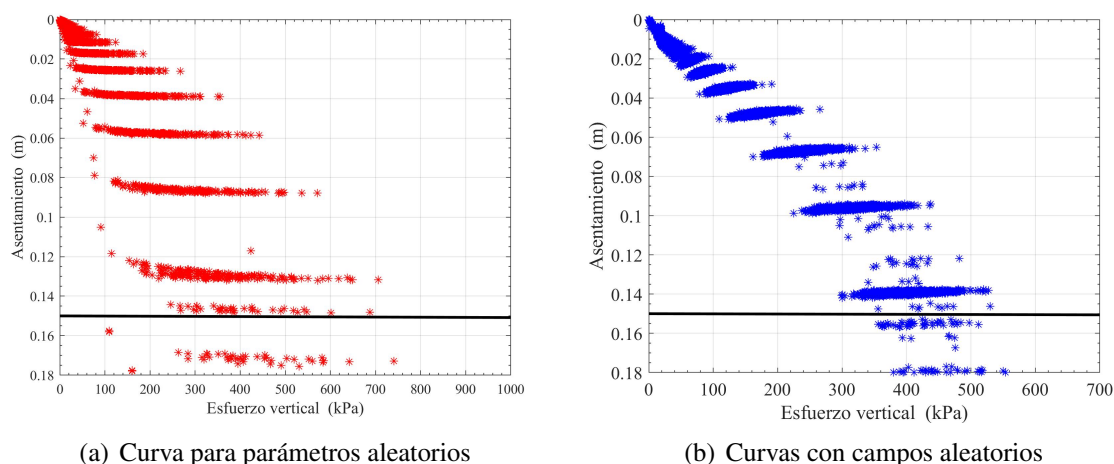 0
0.02
0.04
0.06
0.08
0.1
0.12
0.14
0.16
0.18
Asentamiento (m)
0 100 200 300 400 500 600 700 800 900 1000
Esfuerzo vertical (kPa)
(a) Curva para parámetros aleatorios
0
0.02
0.04
0.06
0.08
0.1
0.12
0.14
0.16
0.18
Asentamiento (m)
0 100 200 300 400 500 600 700
Esfuerzo vertical (kPa)
(b) Curvas con campos aleatorios